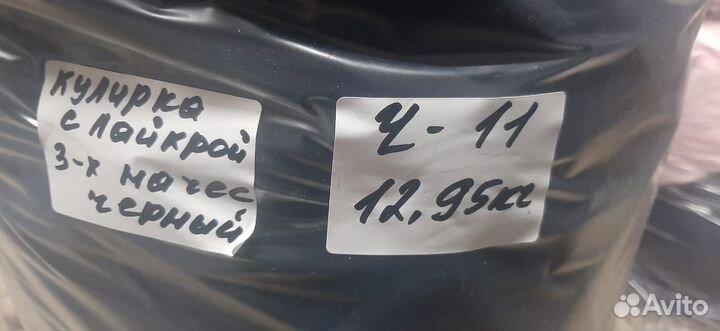 кулирка
с лайкрой
3-х начес
черный
Ч - 11
12,95кг
Avito